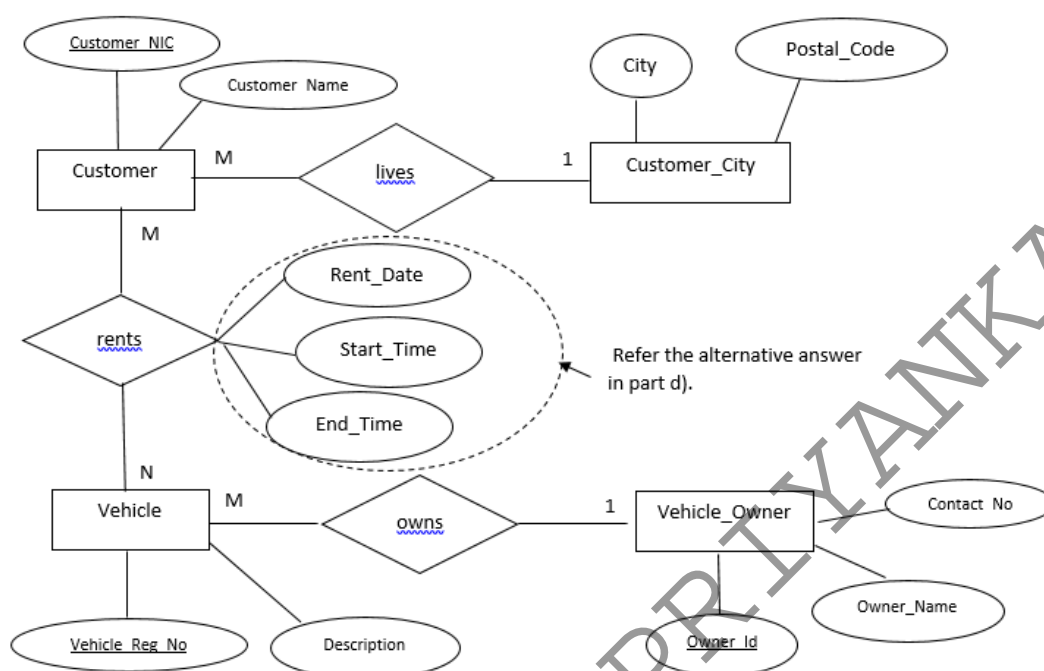 Customer_NIC
Customer_Name
City
Postal_Code
Customer
M
lives
1
Customer_City
M
Rent_Date
rents
Start_Time
Refer the alternative answer
in part d).
End_Time
N
Vehicle
M
owns
1
Vehicle_Owner
Contact_No
Owner_Name
Vehicle_Reg_No
Description
Owner_Id
PRIYANKA